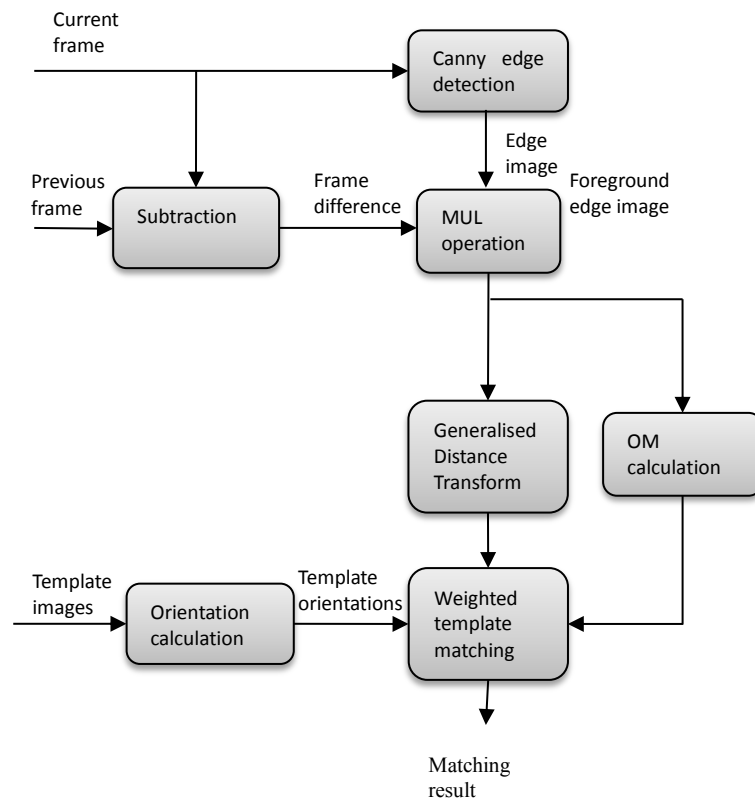 Current
frame
Canny edge
detection
Edge
image
Previous
frame
Subtraction
Frame
difference
MUL
operation
Foreground
edge image
Generalised
Distance
Transform
OM
calculation
Template
images
Orientation
calculation
Template
orientations
Weighted
template
matching
Matching
result